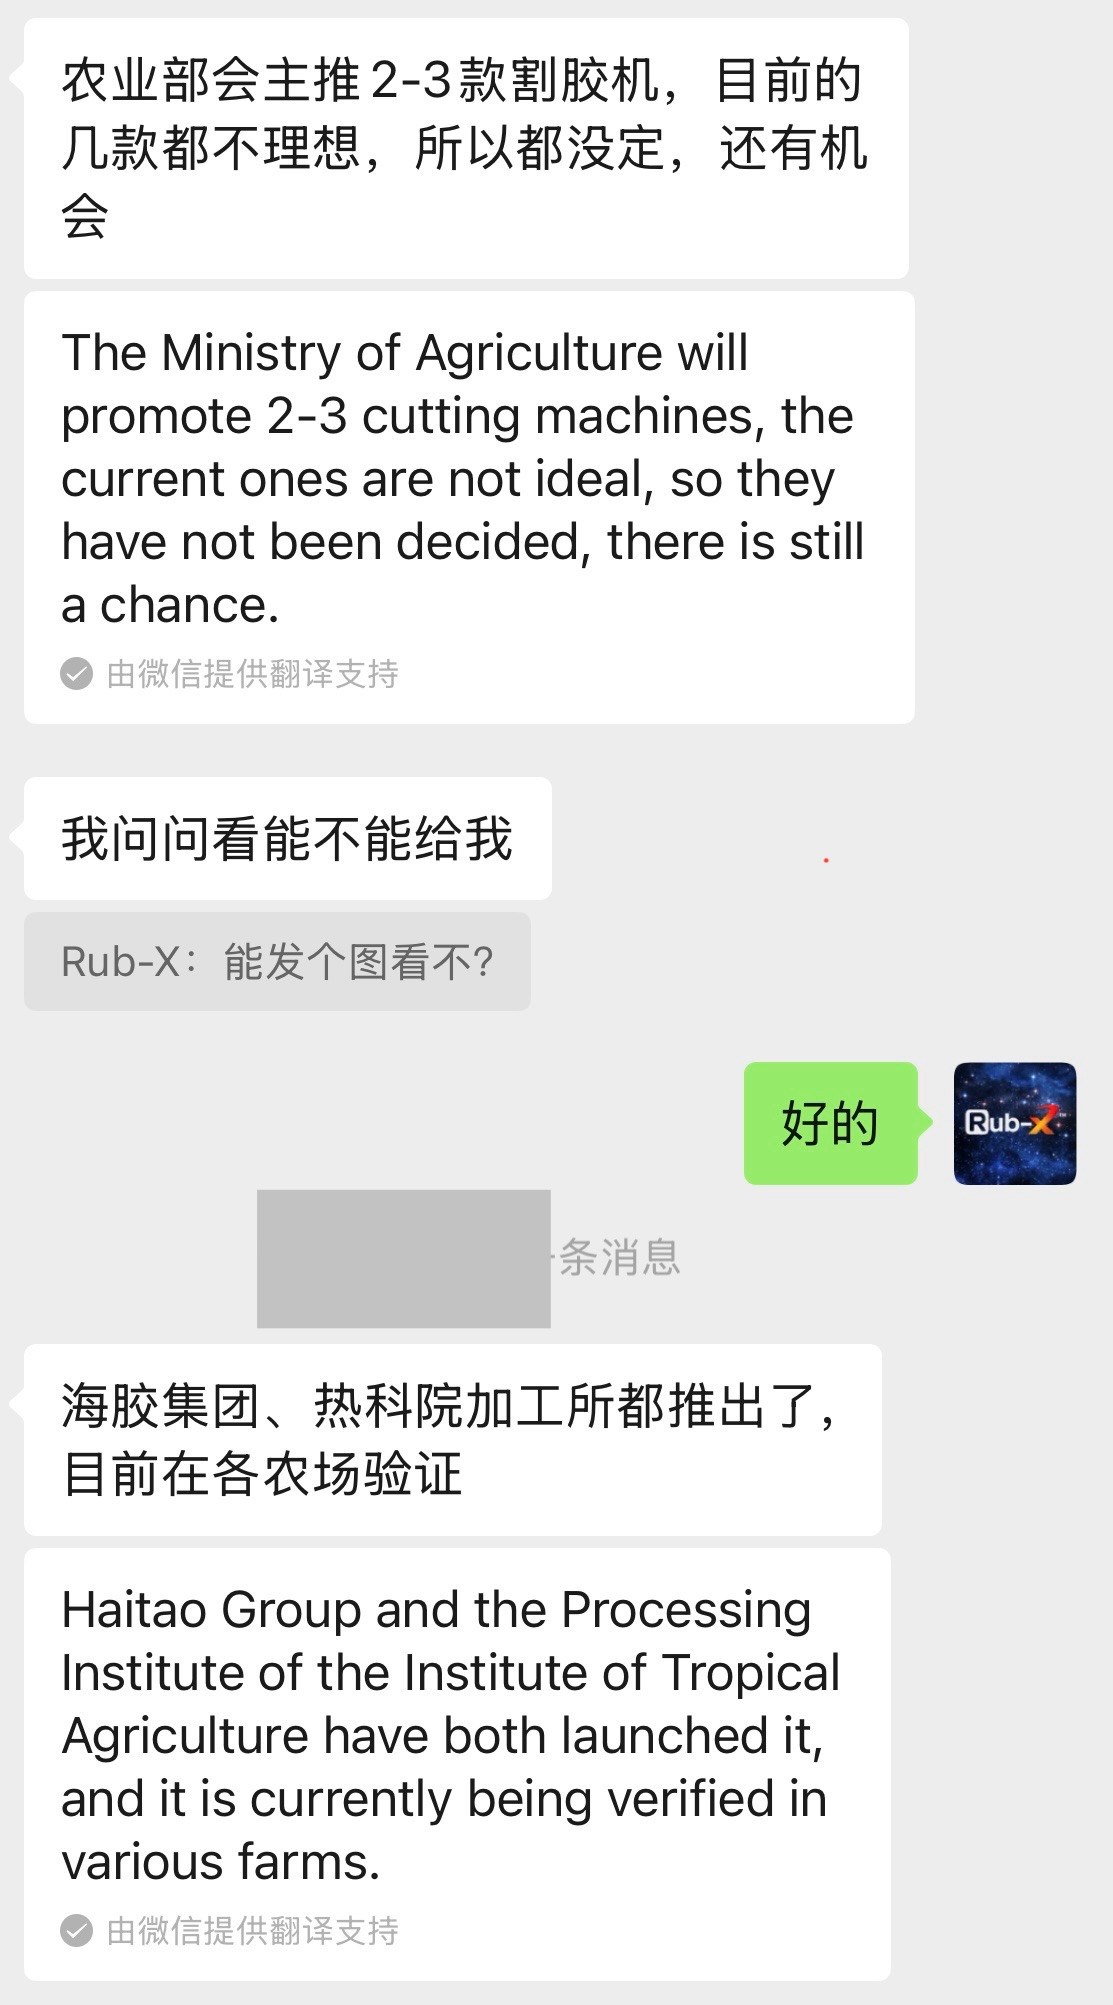 农业部会主推2-3款割胶机，目前的
几款都不理想，所以都没定，还有机
会
The Ministry of Agriculture will
promote 2-3 cutting machines, the
current ones are not ideal, so they
have not been decided, there is still
a chance.
由微信提供翻译支持
我问问看能不能给我
Rub-X：能发个图看不？
好的
Rub-X
条消息
海胶集团、热科院加工所都推出了，
目前在各农场验证
Haitao Group and the Processing
Institute of the Institute of Tropical
Agriculture have both launched it,
and it is currently being verified in
various farms.
由微信提供翻译支持